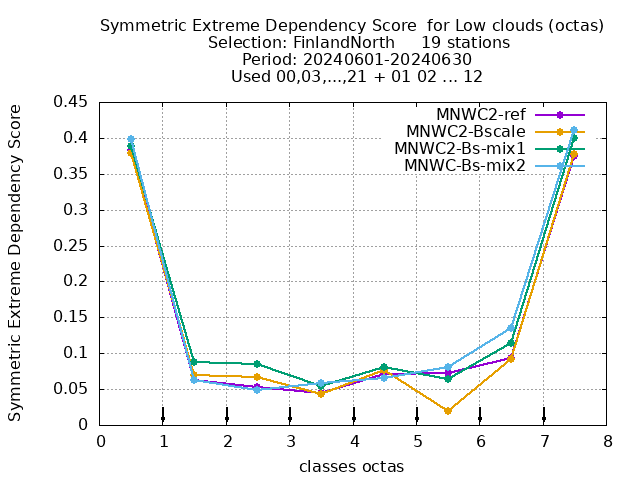 Symmetric Extreme Dependency Score  for Low clouds (octas)
Selection: FinlandNorth     19 stations
Period: 20240601-20240630
Used 00,03,...,21 + 01 02 ... 12
Symmetric Extreme Dependency Score
0.45
0.4
0.35
0.3
0.25
0.2
0.15
0.1
0.05
0
MNWC2-ref
MNWC2-Bscale
MNWC2-Bs-mix1
MNWC-Bs-mix2
0 1 2 3 4 5 6 7 8
classes octas